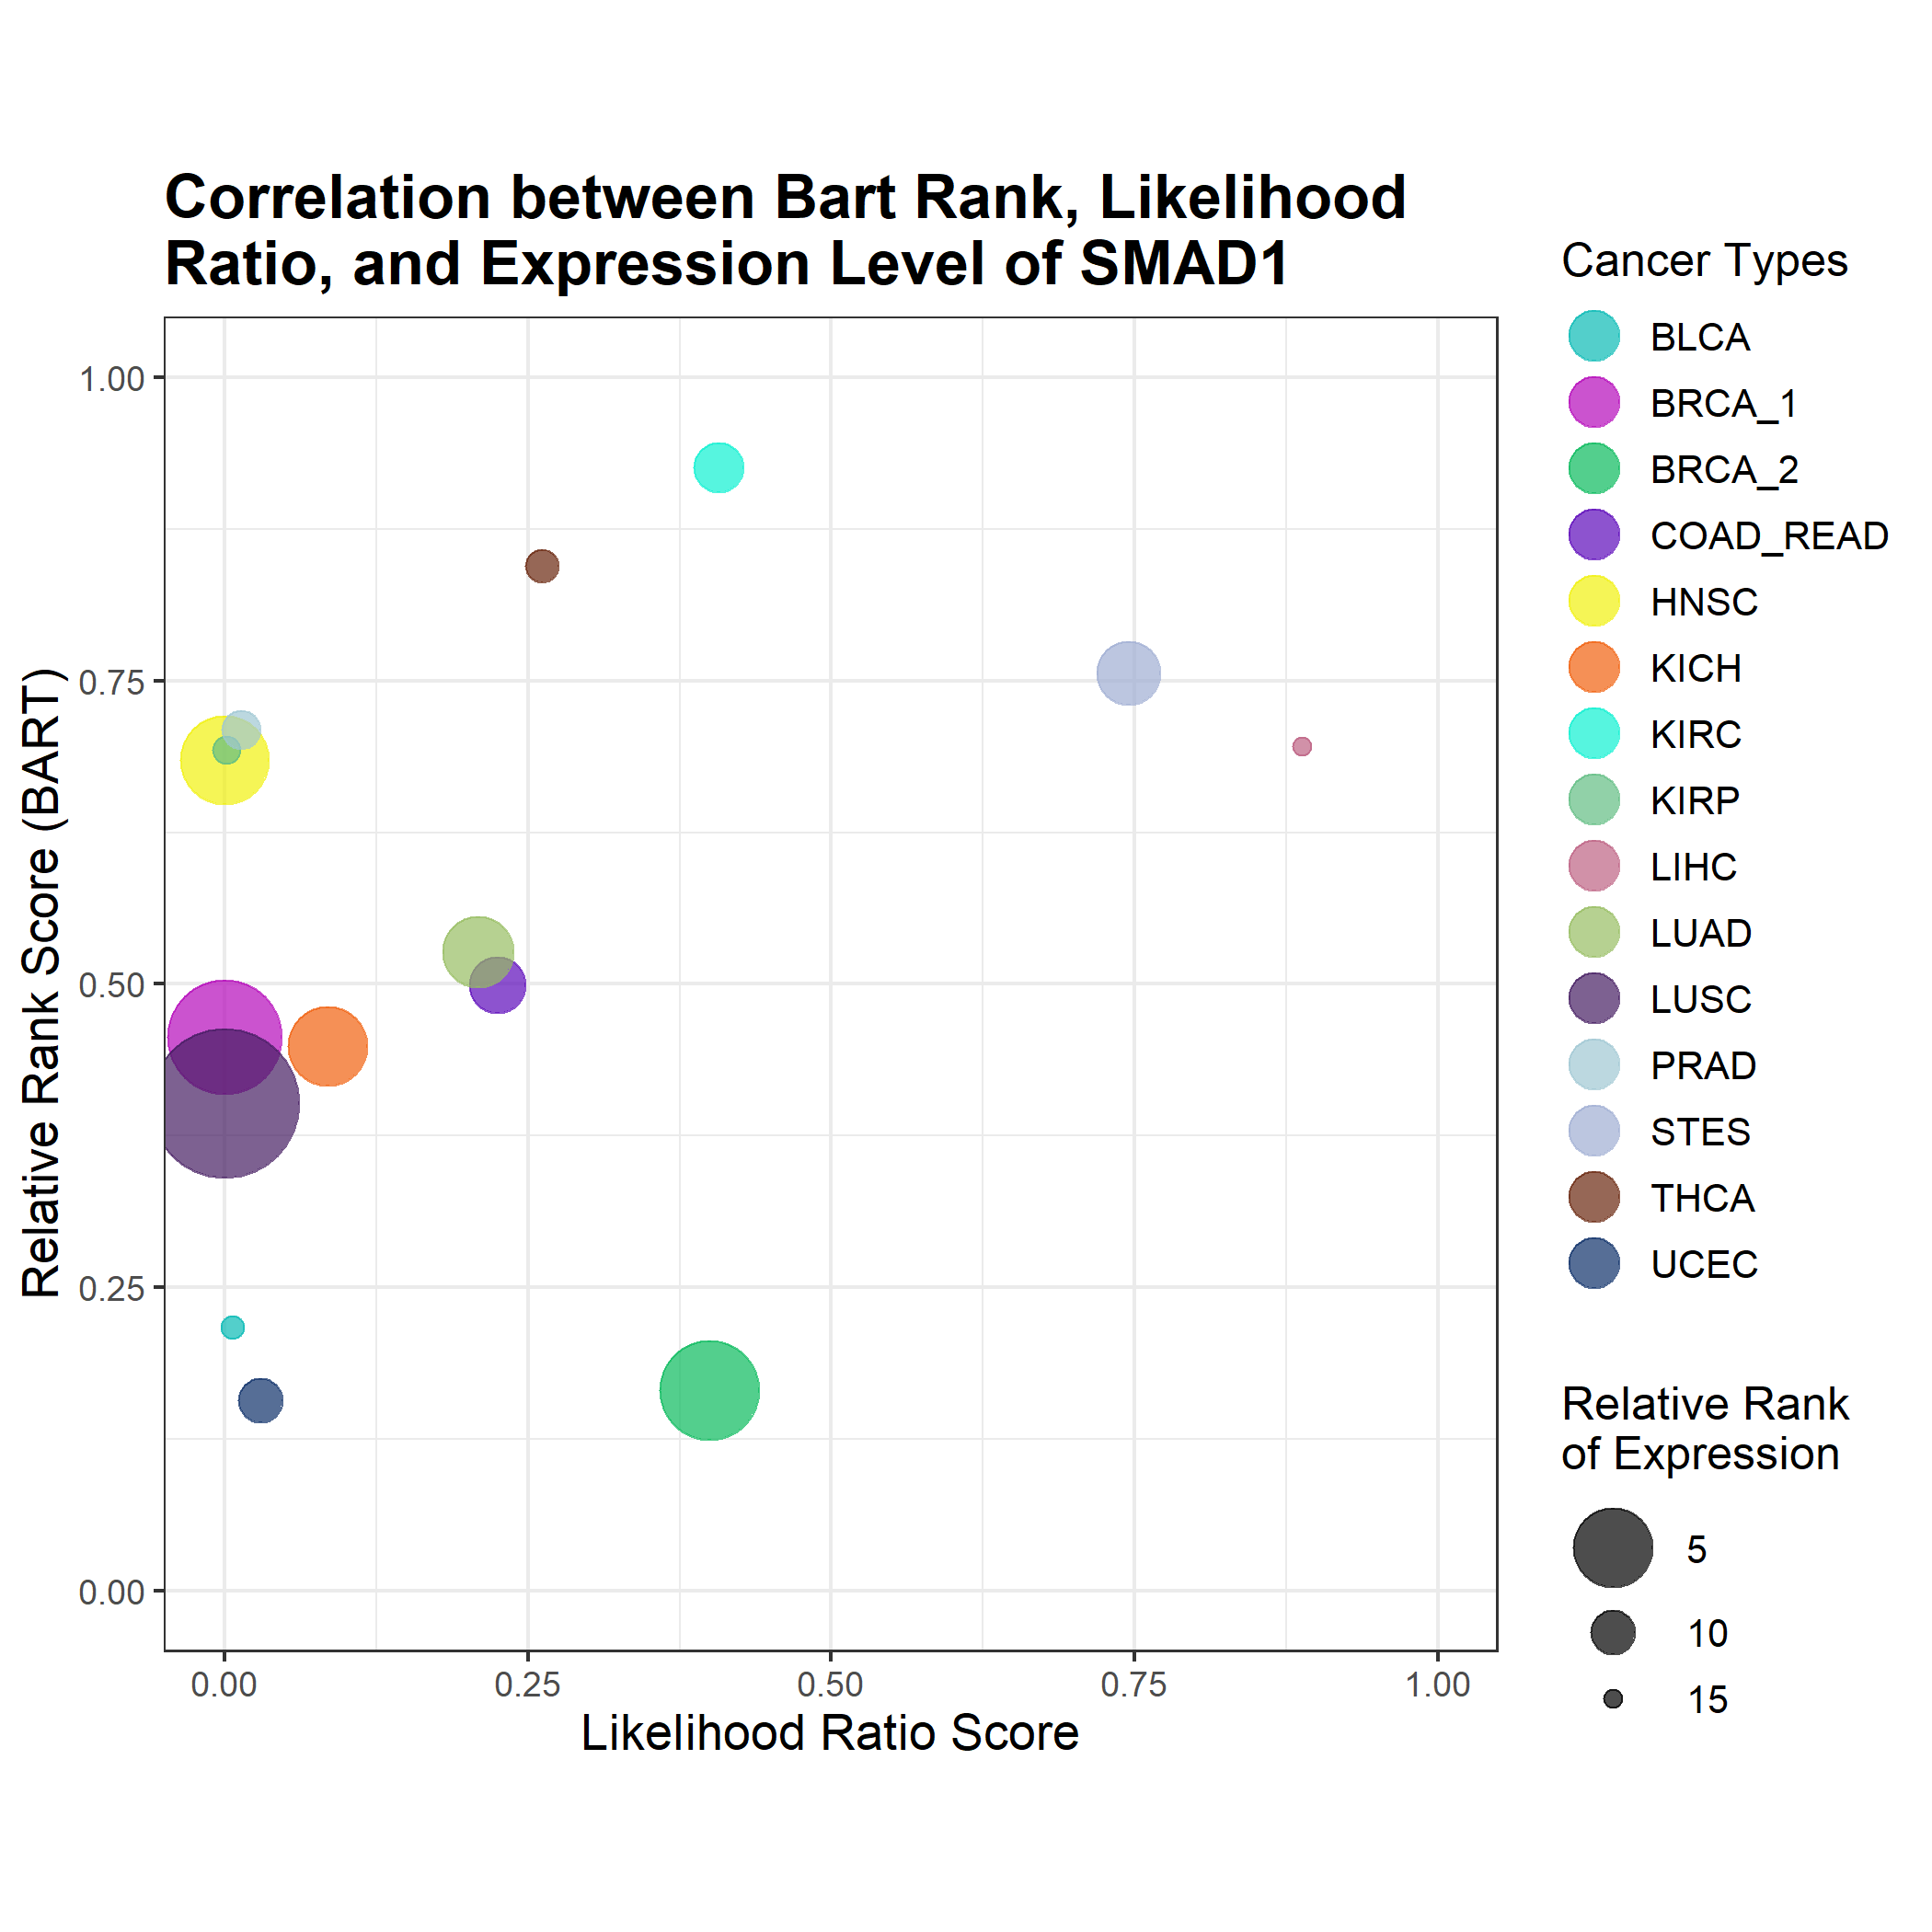 Correlation between Bart Rank, Likelihood
Ratio, and Expression Level of SMAD1
Relative Rank Score (BART)
1.00
0.75
0.50
0.25
0.00
0.00
0.25
0.50
0.75
1.00
Likelihood Ratio Score
Cancer Types
BLCA
BRCA_1
BRCA_2
COAD_READ
HNSC
KICH
KIRC
KIRP
LIHC
LUAD
LUSC
PRAD
STES
THCA
UCEC
Relative Rank
of Expression
5
10
15